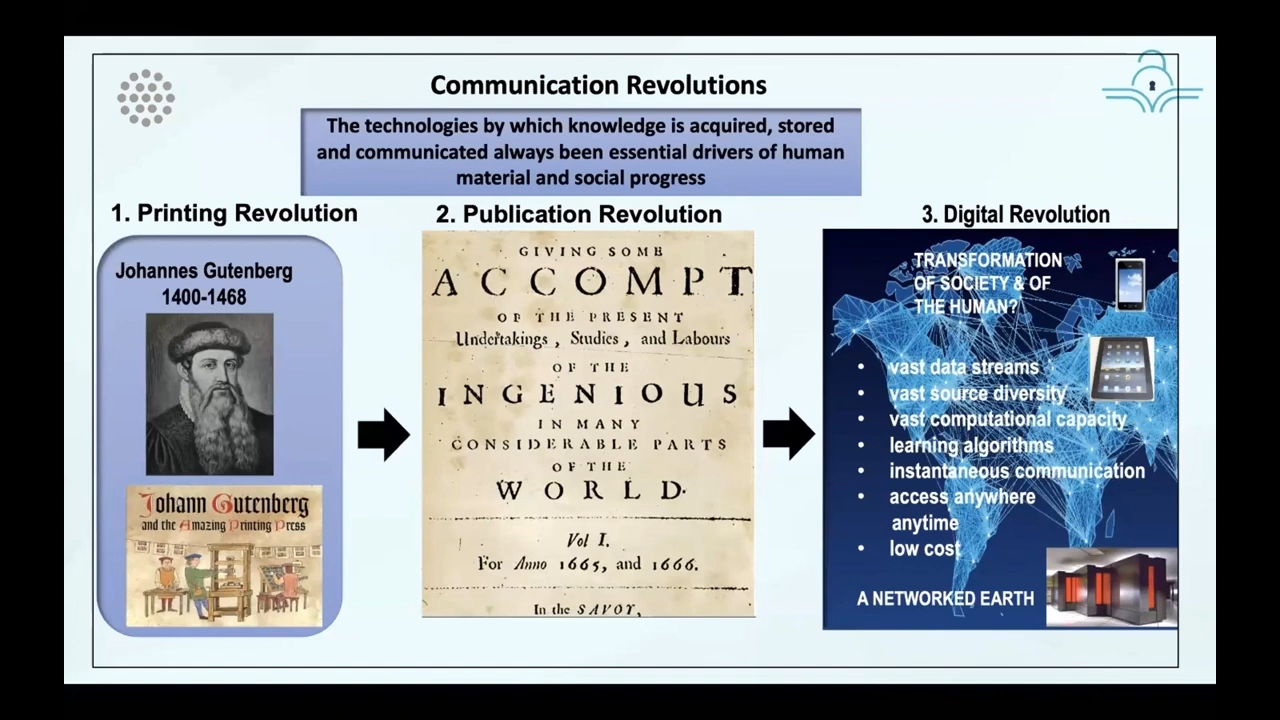 Communication Revolutions
The technologies by which knowledge is acquired, stored
and communicated always been essential drivers of human
material and social progress
1. Printing Revolution
Johannes Gutenberg
1400-1468
Johann Gutenberg
and the Amazing Printing Press
2. Publication Revolution
GIVING SOME
ACCOMPT
OF THE PRESENT
Undertakings, Studies, and Labours
OF THE
INGENIOUS
IN MANY
CONSIDERABLE PARTS
OF THE
WORLD.
Vol I.
For Anno 1665, and 1666.
In the SAVOY,
3. Digital Revolution
TRANSFORMATION
OF SOCIETY & OF
THE HUMAN?
• vast data streams
• vast source diversity
• vast computational capacity
• learning algorithms
• instantaneous communication
• access anywhere
anytime
• low cost
A NETWORKED EARTH